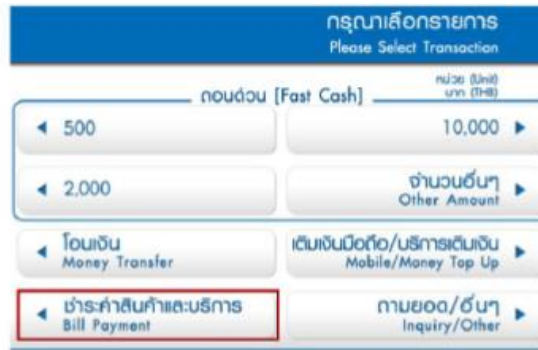 กรุณาเลือกรายการ
Please Select Transaction
หน่วย (Unit)
บาท (THB)
ถอนด่วน [Fast Cash]
500
10,000
2,000
จำนวนอื่นๆ
Other Amount
โอนเงิน
Money Transfer
เติมเงินมือถือ/บริการเติมเงิน
Mobile/Money Top Up
ชำระค่าสินค้าและบริการ
Bill Payment
ถามยอด/อื่นๆ
Inquiry/Other